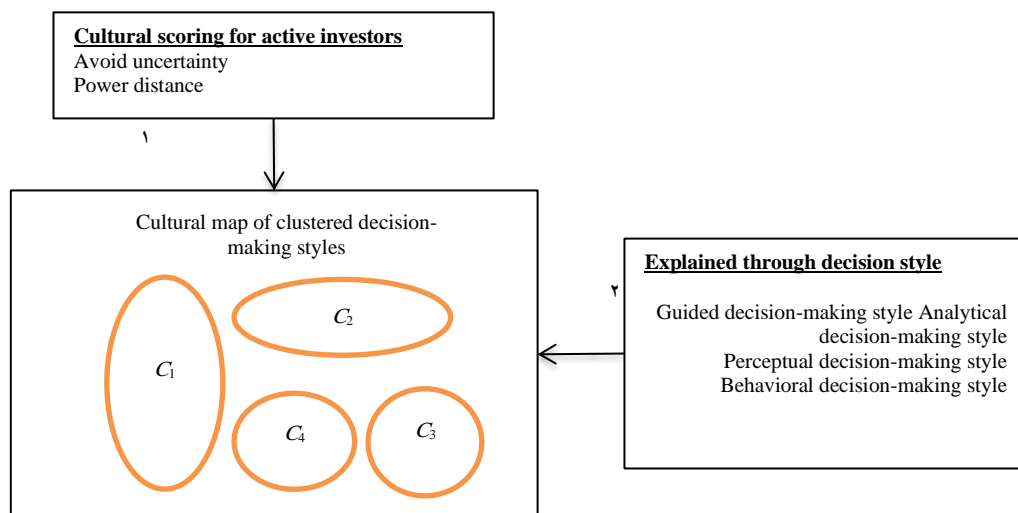 Cultural scoring for active investors
Avoid uncertainty
Power distance
١
Cultural map of clustered decision-
making styles
C1
C2
C4
C3
٢
Explained through decision style
Guided decision-making style Analytical
decision-making style
Perceptual decision-making style
Behavioral decision-making style